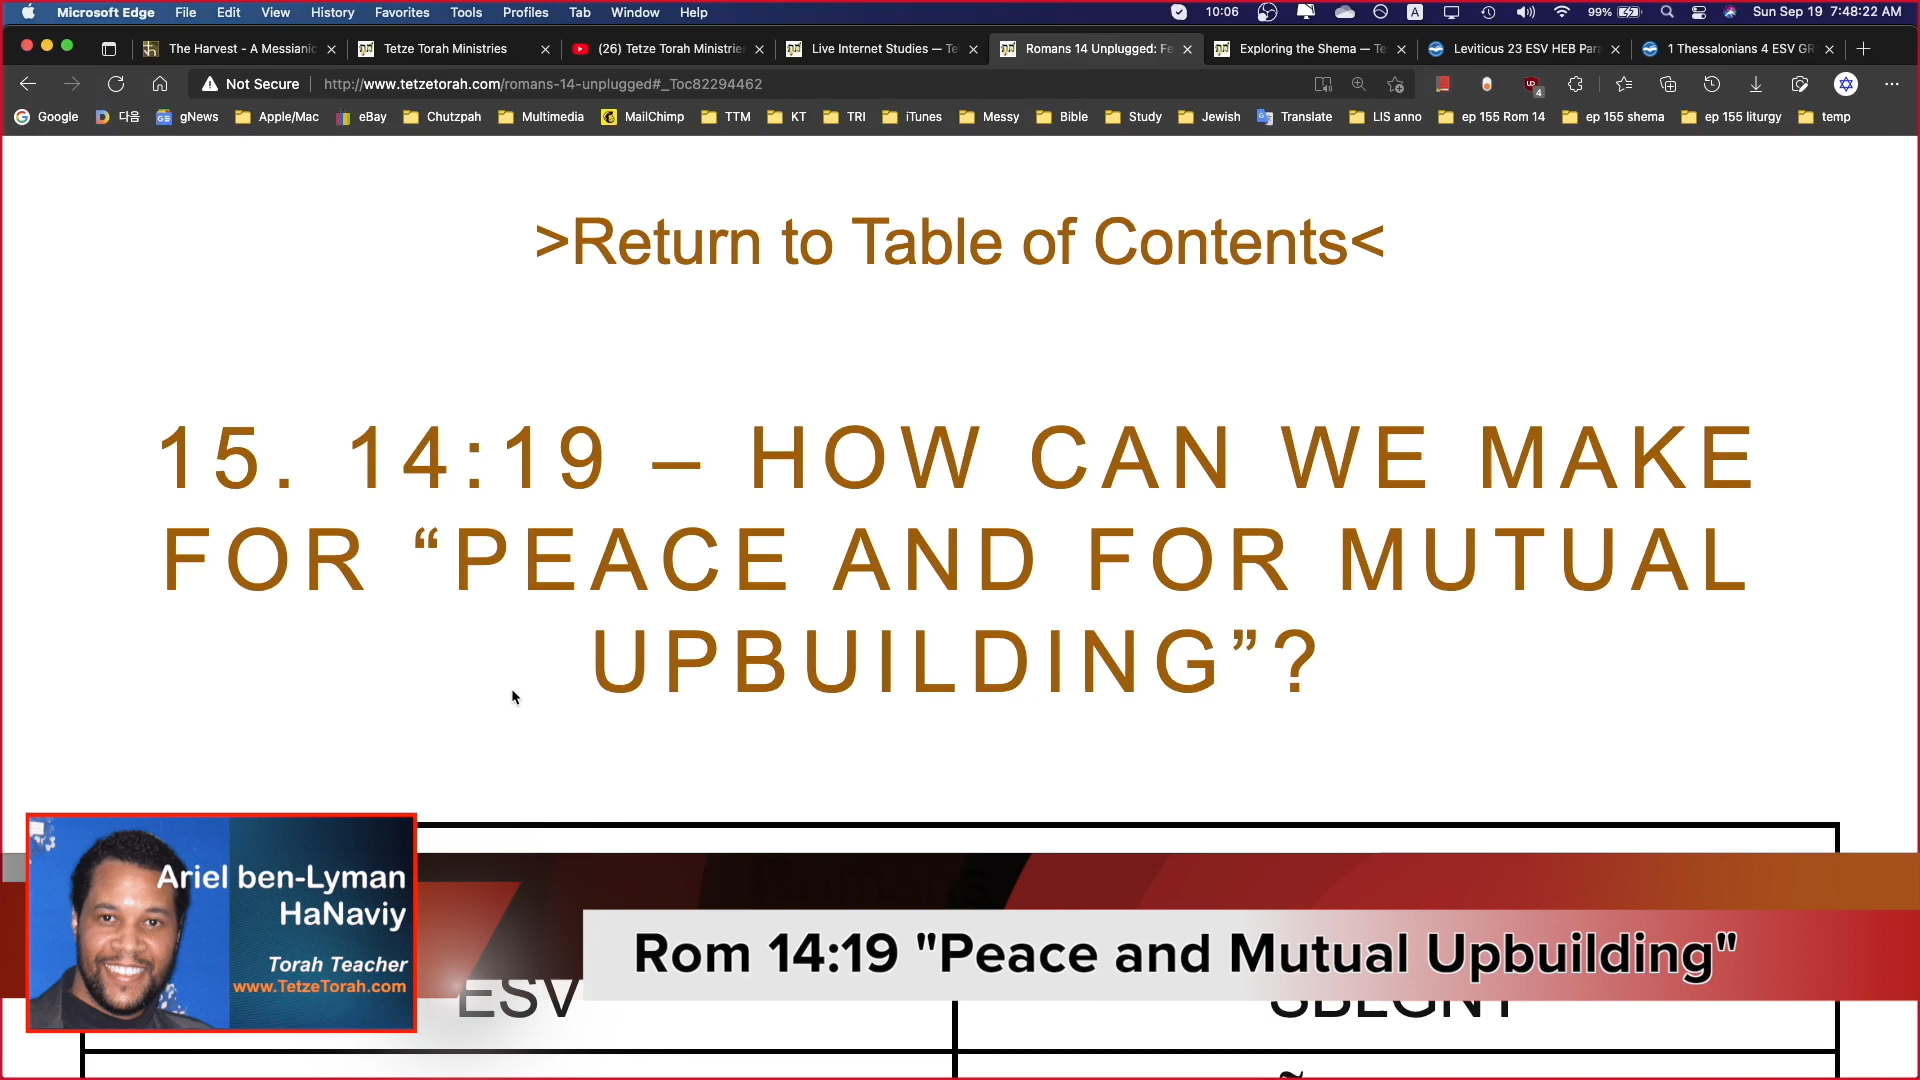 Microsoft Edge File Edit View History Favorites Tools Profiles Tab Window Help 10:06 A 99% Sun Sep 19 7:48:22 AM
The Harvest - A Messianic Tetze Torah Ministries (26) Tetze Torah Ministries Live Internet Studies — Te Romans 14 Unplugged: Fe Exploring the Shema — Te Leviticus 23 ESV HEB Para 1 Thessalonians 4 ESV GR
Not Secure http://www.tetzetorah.com/romans-14-unplugged#_Toc82294462 4
Google 다음 gNews Apple/Mac eBay Chutzpah Multimedia MailChimp TTM KT TRI iTunes Messy Bible Study Jewish Translate LIS anno ep 155 Rom 14 ep 155 shema ep 155 liturgy temp
>Return to Table of Contents<
15. 14:19 – HOW CAN WE MAKE
FOR “PEACE AND FOR MUTUAL
UPBUILDING”?
Ariel ben-Lyman
HaNaviy
Torah Teacher
www.TetzeTorah.com
Rom 14:19 "Peace and Mutual Upbuilding"
ESV SBLGNT